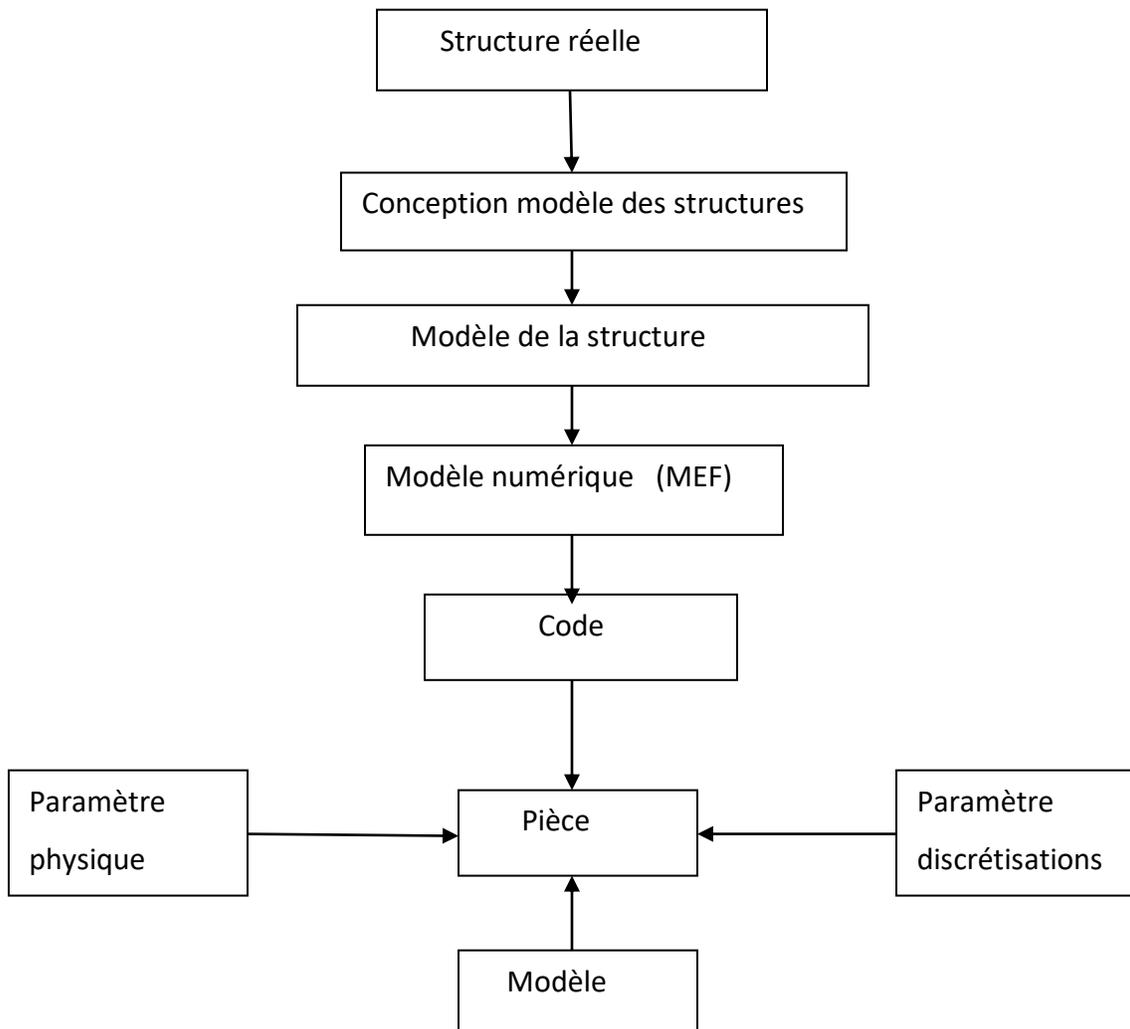 Structure réelle
Conception modèle des structures
Modèle de la structure
Modèle numérique (MEF)
Code
Paramètre
physique
Pièce
Paramètre
discrétisations
Modèle